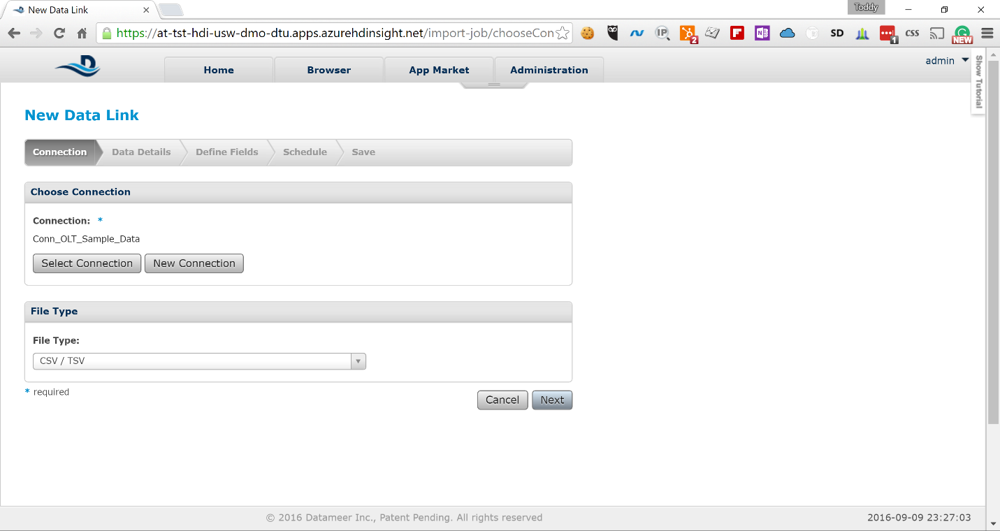 New Data Link
Toddy
https://at-tst-hdi-usw-dmo-dtu.apps.azurehdinsight.net/import-job/chooseCon
IP
2
F
N
SD
1
CSS
G
NEW
D
Home
Browser
App Market
Administration
admin
Show Tutorial
New Data Link
Connection
Data Details
Define Fields
Schedule
Save
Choose Connection
Connection: *
Conn_OLT_Sample_Data
Select Connection
New Connection
File Type
File Type:
CSV / TSV
* required
Cancel
Next
© 2016 Datameer Inc., Patent Pending. All rights reserved
2016-09-09 23:27:03